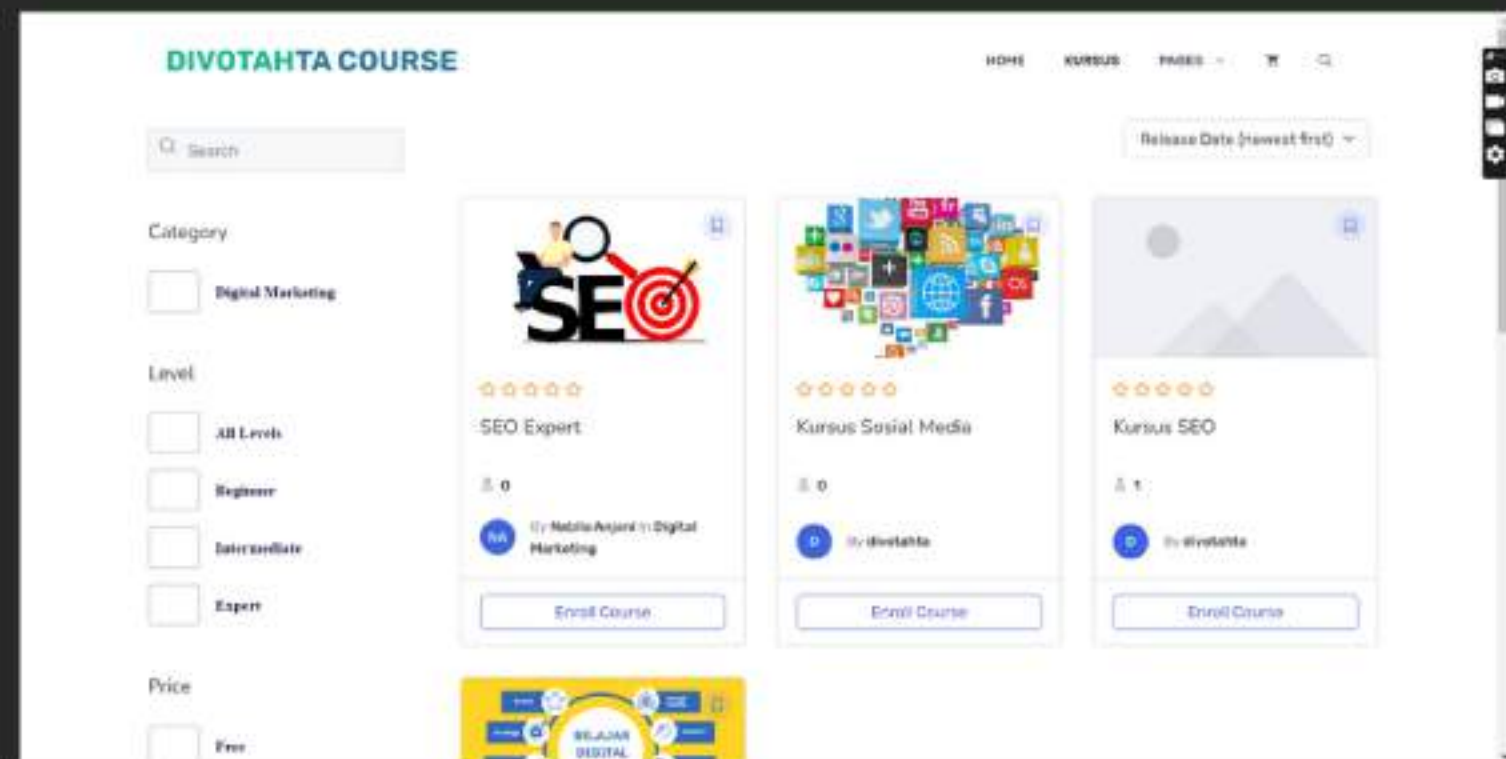 DIVOTAHTA COURSE
HOME
KURSUS
PAGES
Search
Release Date (newest first)
Category
Digital Marketing
Level
All Levels
Beginner
Intermediate
Expert
Price
Free
SEO
SEO Expert
0
NA
By Nabila Anjani in Digital
Marketing
Enroll Course
Kursus Sosial Media
0
D
By divotahta
Enroll Course
Kursus SEO
1
D
By divotahta
Enroll Course
BELAJAR
DIGITAL